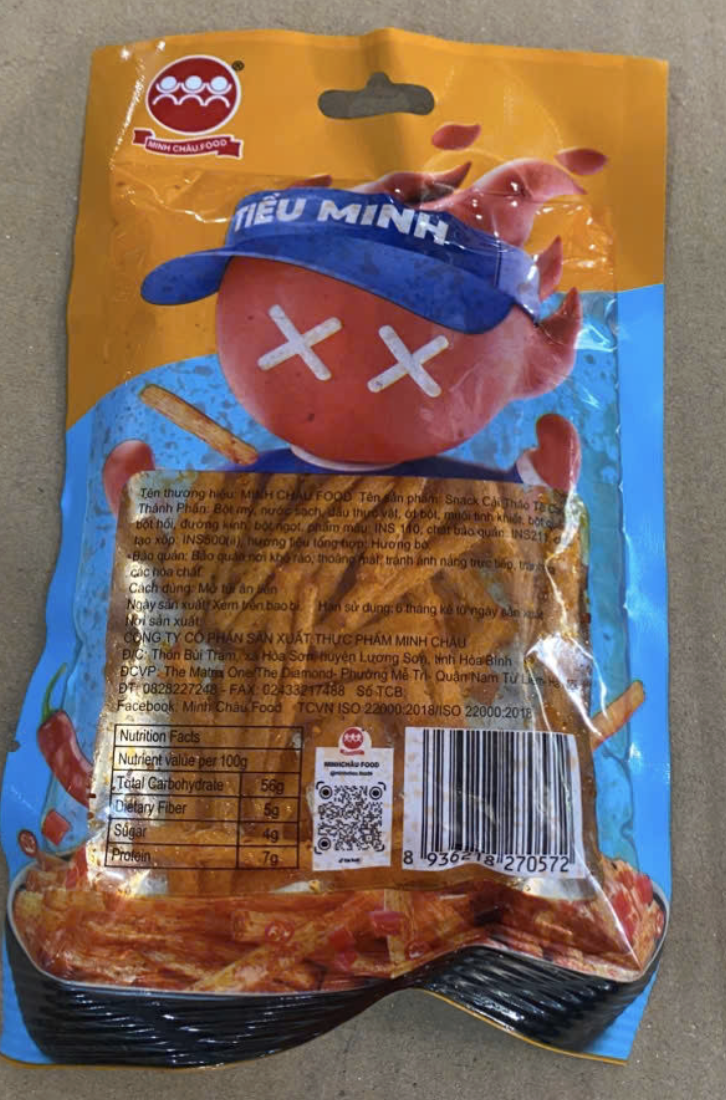 MINH CHÂU FOOD
TIỂU MINH
Tên thương hiệu: MINH CHÂU FOOD Tên sản phẩm: Snack Cải Thảo Tê
Thành Phần: Bột mỳ, nước sạch, dầu thực vật, ớt bột, muối tinh khiết, bột
bột hồi, đường kính, bột ngọt, phẩm màu: INS 110, chất bảo quản: INS211,
tạo xốp: INS500(ii), hương liệu tổng hợp: Hương bò.
Bảo quản: Bảo quản nơi khô ráo, thoáng mát, tránh ánh nắng trực tiếp, tránh
các hóa chất
Cách dùng: Mở túi ăn liền
Ngày sản xuất: Xem trên bao bì. Hạn sử dụng: 6 tháng kể từ ngày sản xuất
Nơi sản xuất:
CÔNG TY CỔ PHẦN SẢN XUẤT THỰC PHẨM MINH CHÂU
Đ/C: Thôn Bùi Trám, xã Hòa Sơn, huyện Lương Sơn, tỉnh Hòa Bình
ĐCVP: The Matrix One/The Diamond- Phường Mễ Trì- Quận Nam Từ Liêm-
ĐT: 0828227248 - FAX: 02433217488 Số TCB:
Facebook: Minh Châu Food TCVN ISO 22000:2018/ISO 22000:2018
Nutrition Facts
Nutrient value per 100g
Total Carbohydrate 56g
Dietary Fiber 5g
Sugar 4g
Protein 7g
MINHCHÂU FOOD
8 936218 270572